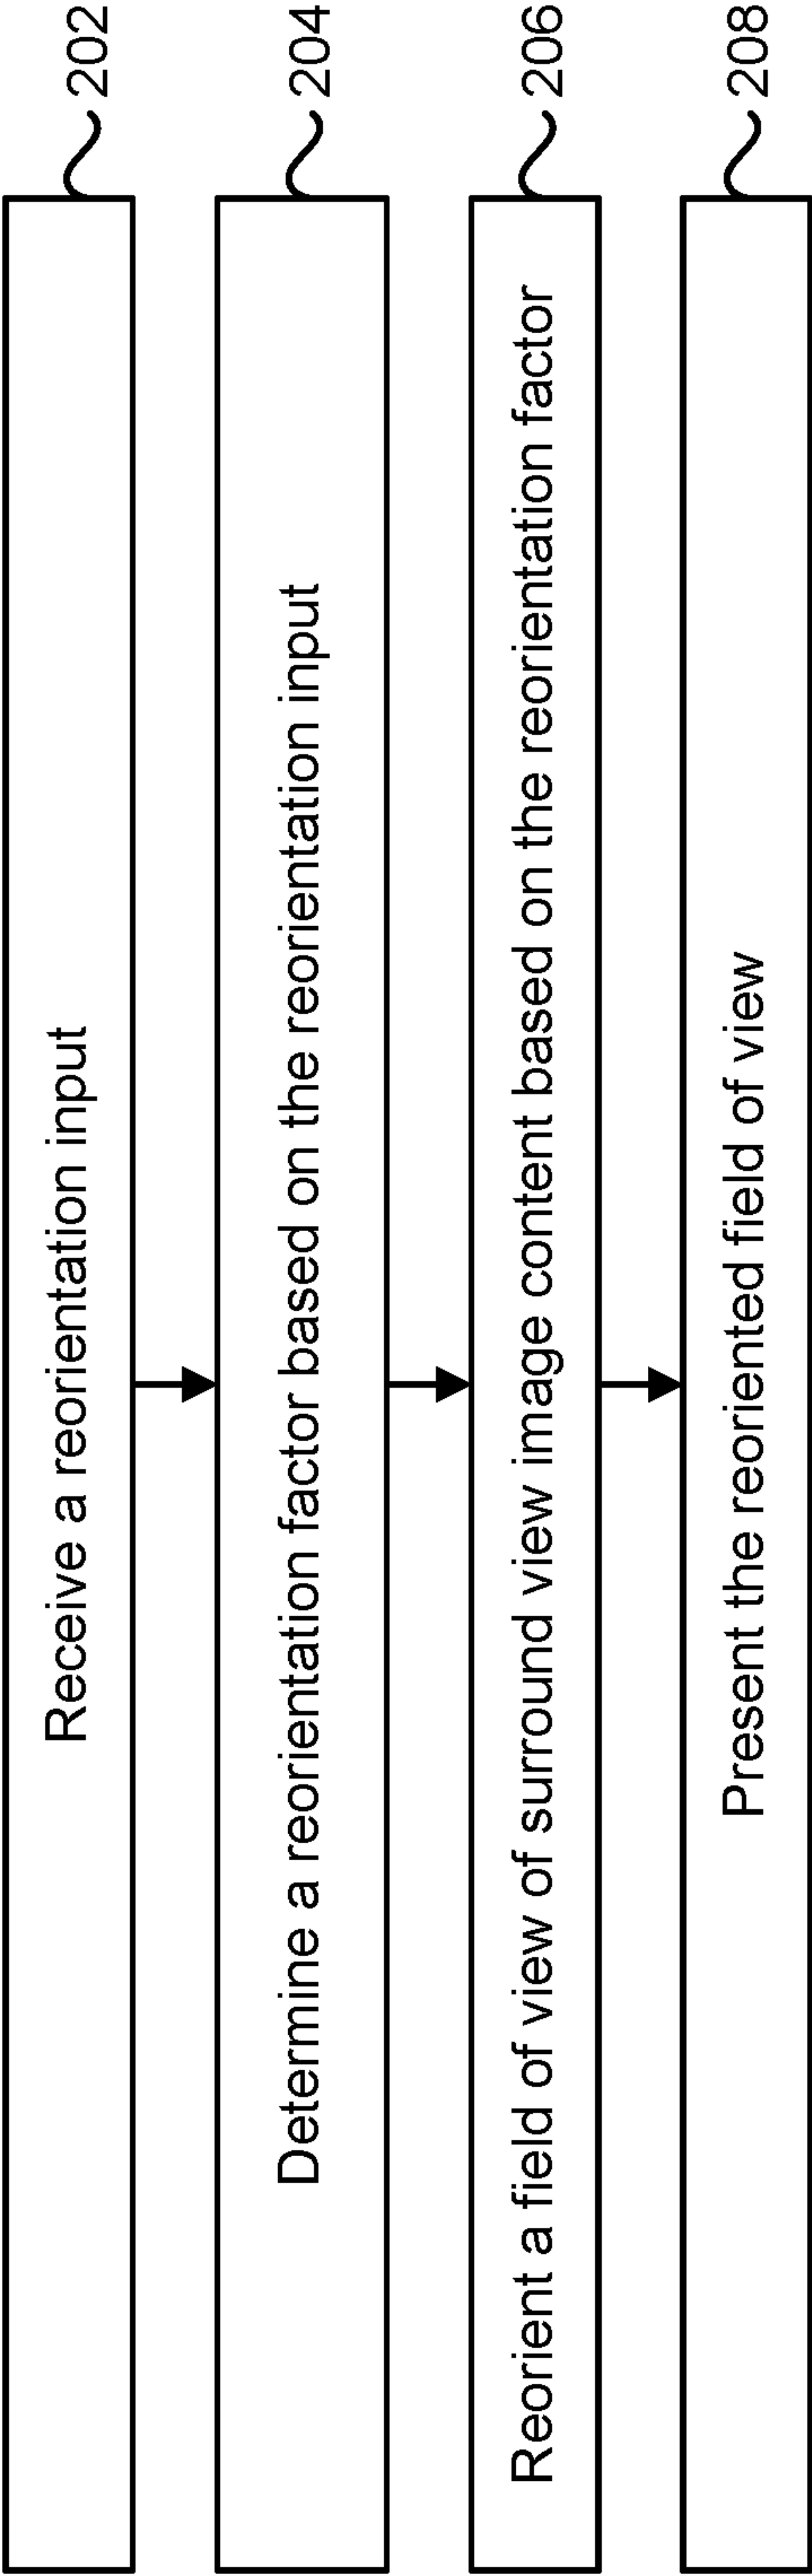 Receive a reorientation input
202
Determine a reorientation factor based on the reorientation input
204
Reorient a field of view of surround view image content based on the reorientation factor
206
Present the reoriented field of view
208